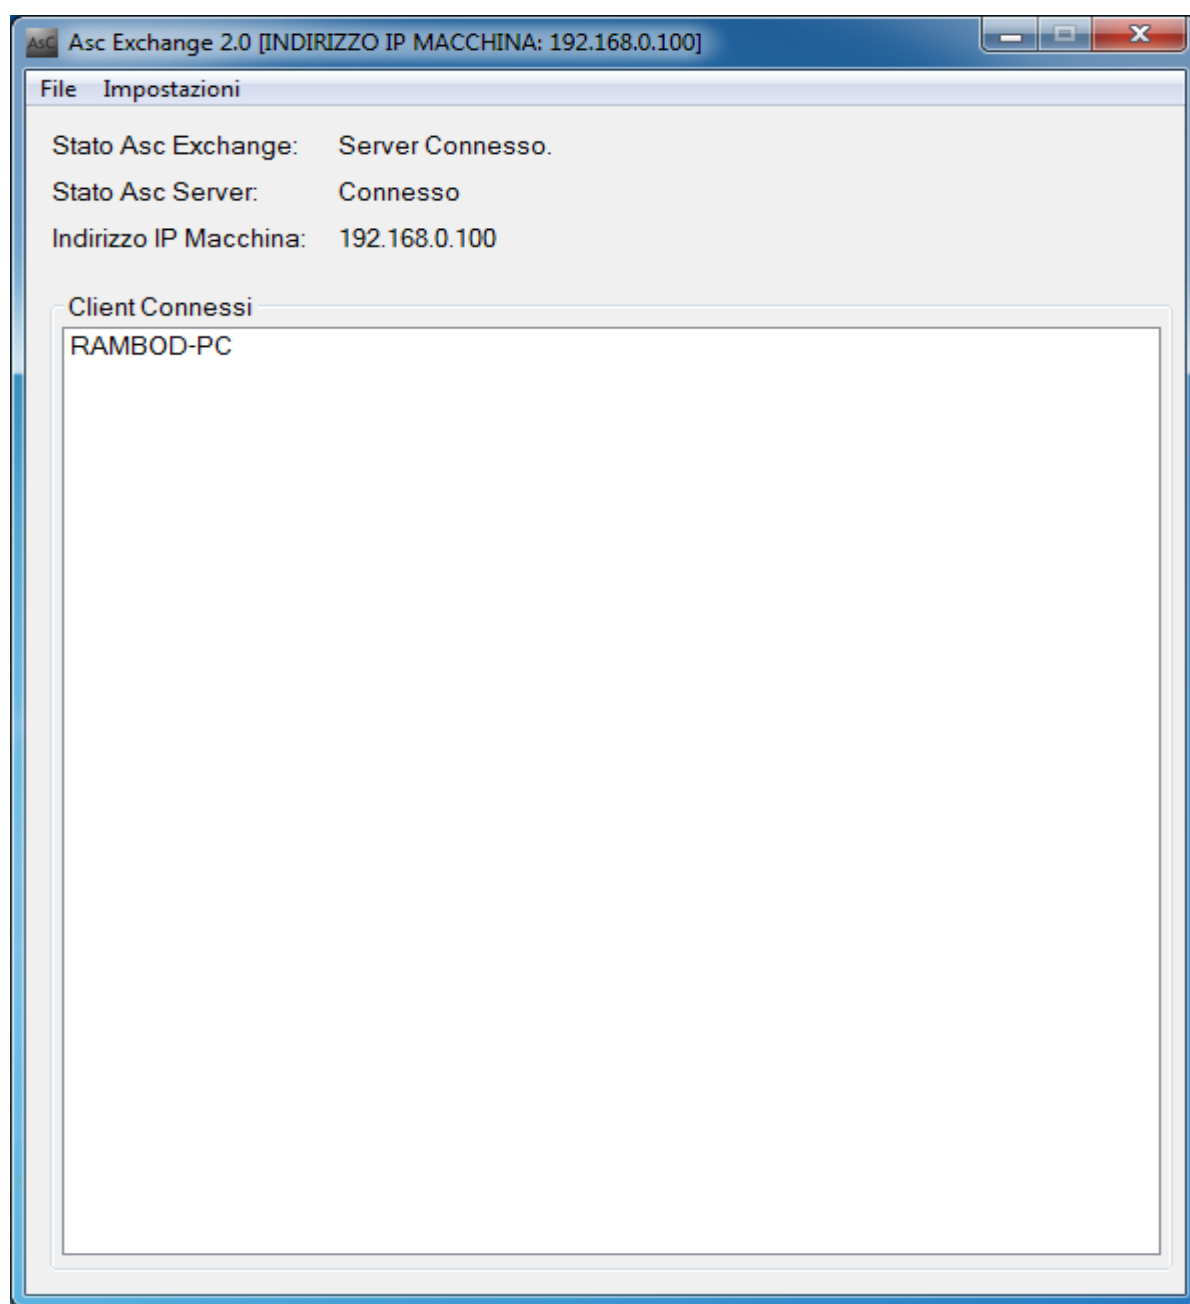 AsC Asc Exchange 2.0 [INDIRIZZO IP MACCHINA: 192.168.0.100]
File Impostazioni
Stato Asc Exchange: Server Connesso.
Stato Asc Server: Connesso
Indirizzo IP Macchina: 192.168.0.100
Client Connessi
RAMBOD-PC